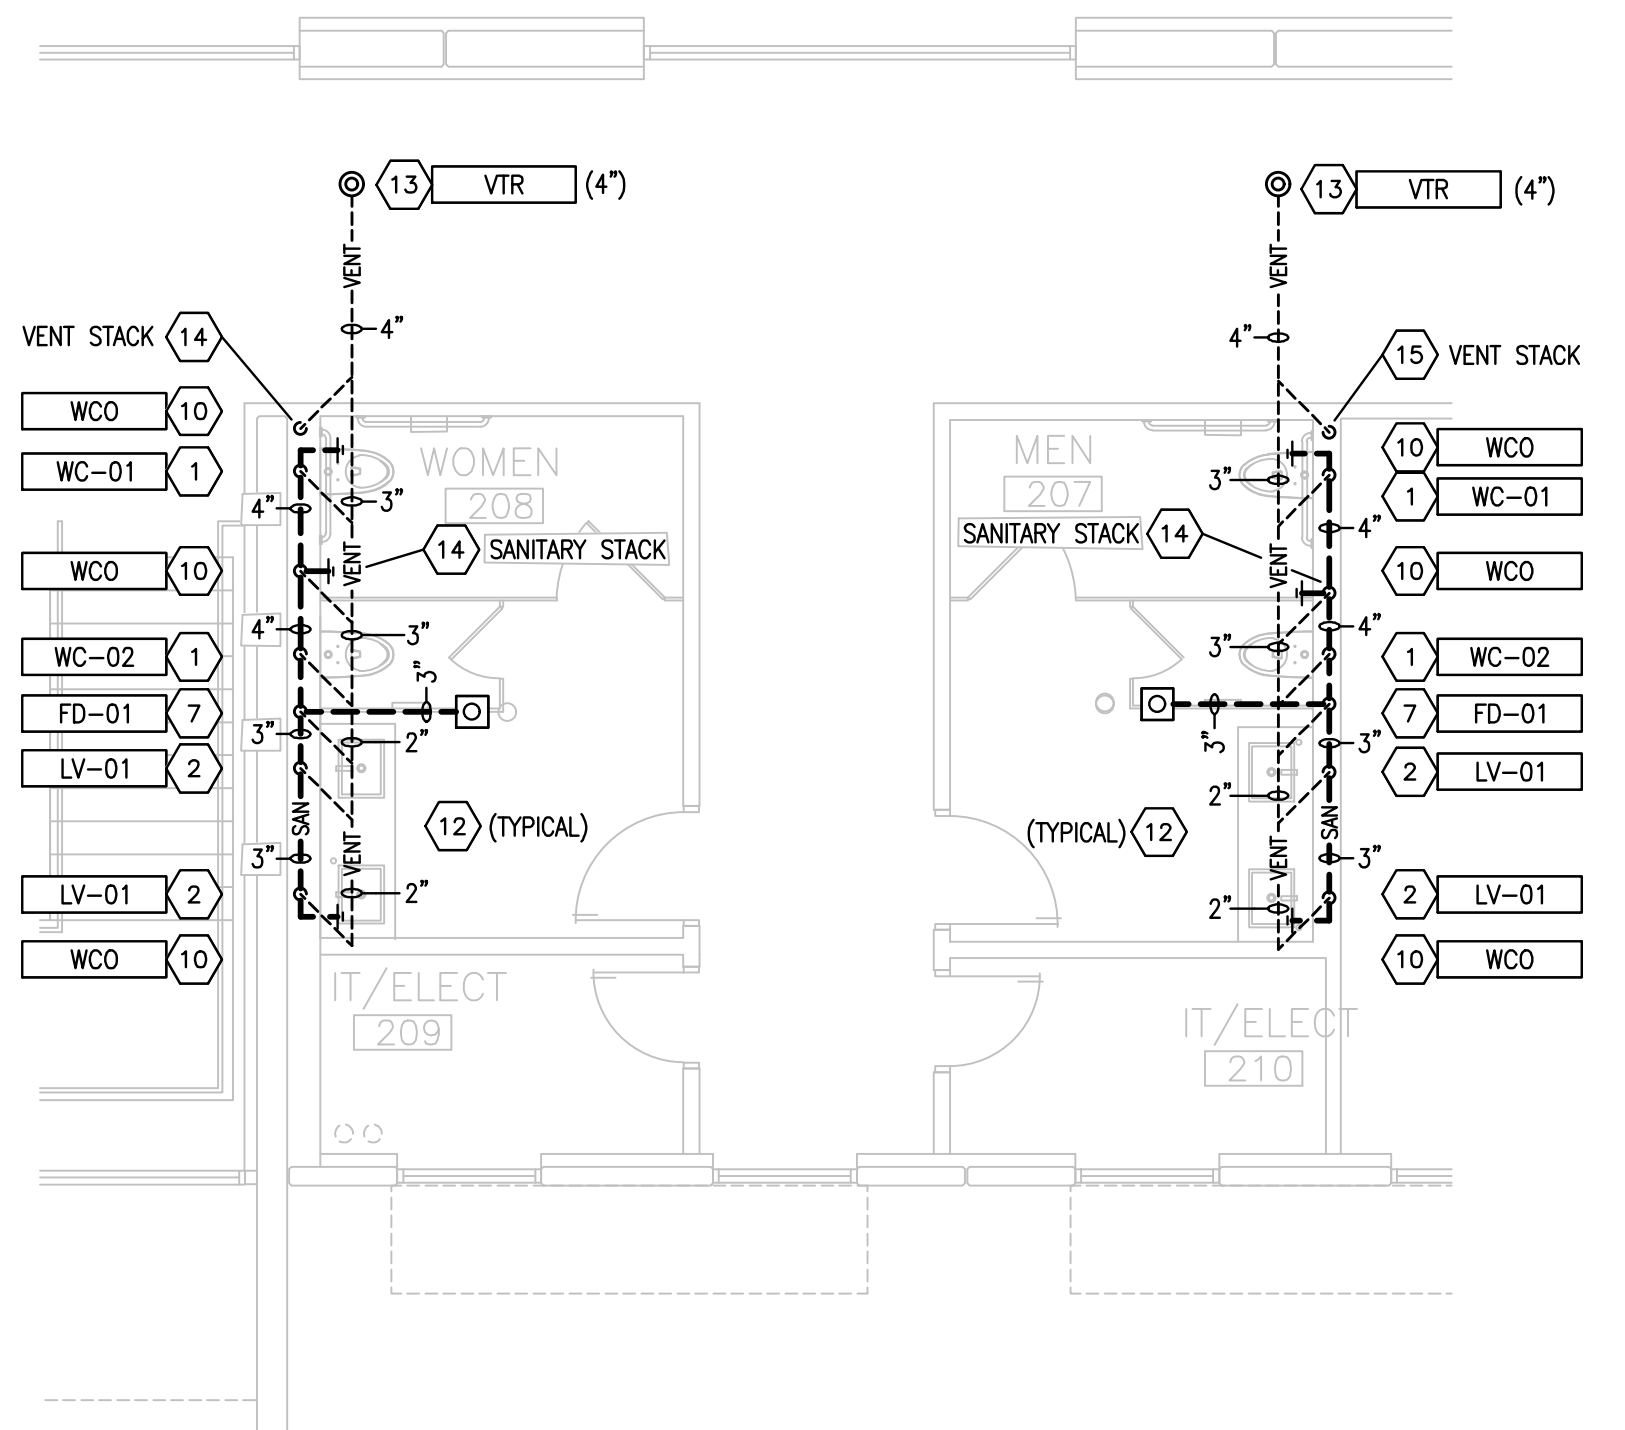 13 VTR (4")
13 VTR (4")
VENT
VENT
4"
4"
VENT STACK 14
15 VENT STACK
WCO 10
10 WCO
WC-01 1
1 WC-01
WOMEN
208
MEN
207
4"
3"
3"
4"
14 SANITARY STACK
SANITARY STACK 14
VENT
VENT
WCO 10
10 WCO
4"
3"
3"
4"
WC-02 1
1 WC-02
3"
FD-01 7
7 FD-01
3"
3"
2"
3"
LV-01 2
2 LV-01
2"
SAN
12 (TYPICAL)
(TYPICAL) 12
SAN
VENT
VENT
3"
3"
LV-01 2
2"
2"
2 LV-01
WCO 10
10 WCO
IT/ELECT
209
IT/ELECT
210